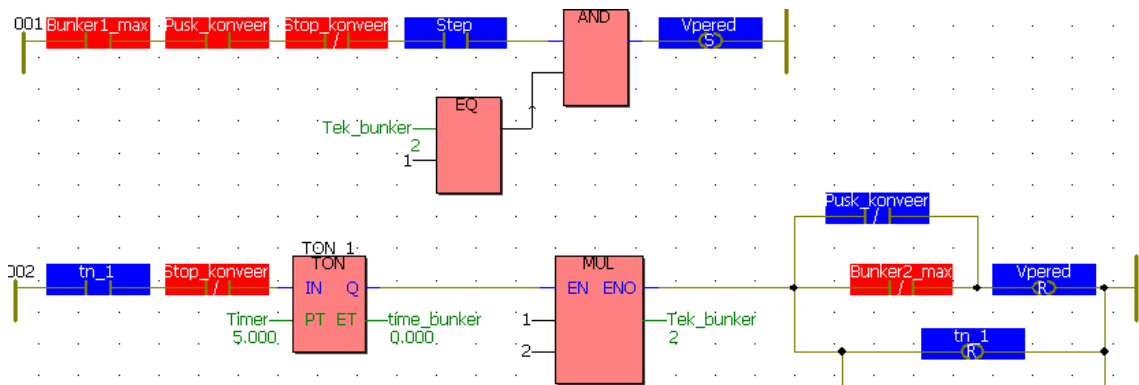 001 Bunker1_max Pusk_konveer Stop_konveer Step AND Vpered
/ S
EQ
Tek_bunker
2
1
Pusk_konveer
/
TON_1
002 tn_1 Stop_konveer TON MUL Bunker2_max Vpered
/ IN Q EN ENO / R
Timer PT ET time_bunker 1 Tek_bunker
5.000 0.000 2 2
tn_1
R